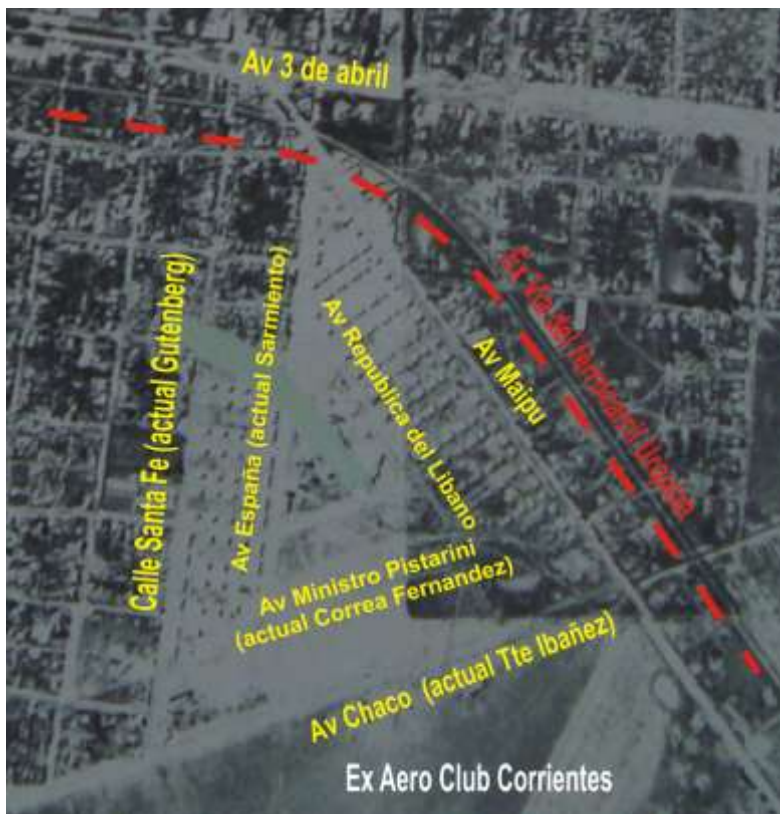 Av 3 de abril
Calle Santa Fe (actual Gutenberg)
Av España (actual Sarmiento)
Av Republica del Libano
Av Maipu
Ex via del ferrocarril Urquiza
Av Ministro Pistarini
(actual Correa Fernandez)
Av Chaco (actual Tte Ibañez)
Ex Aero Club Corrientes